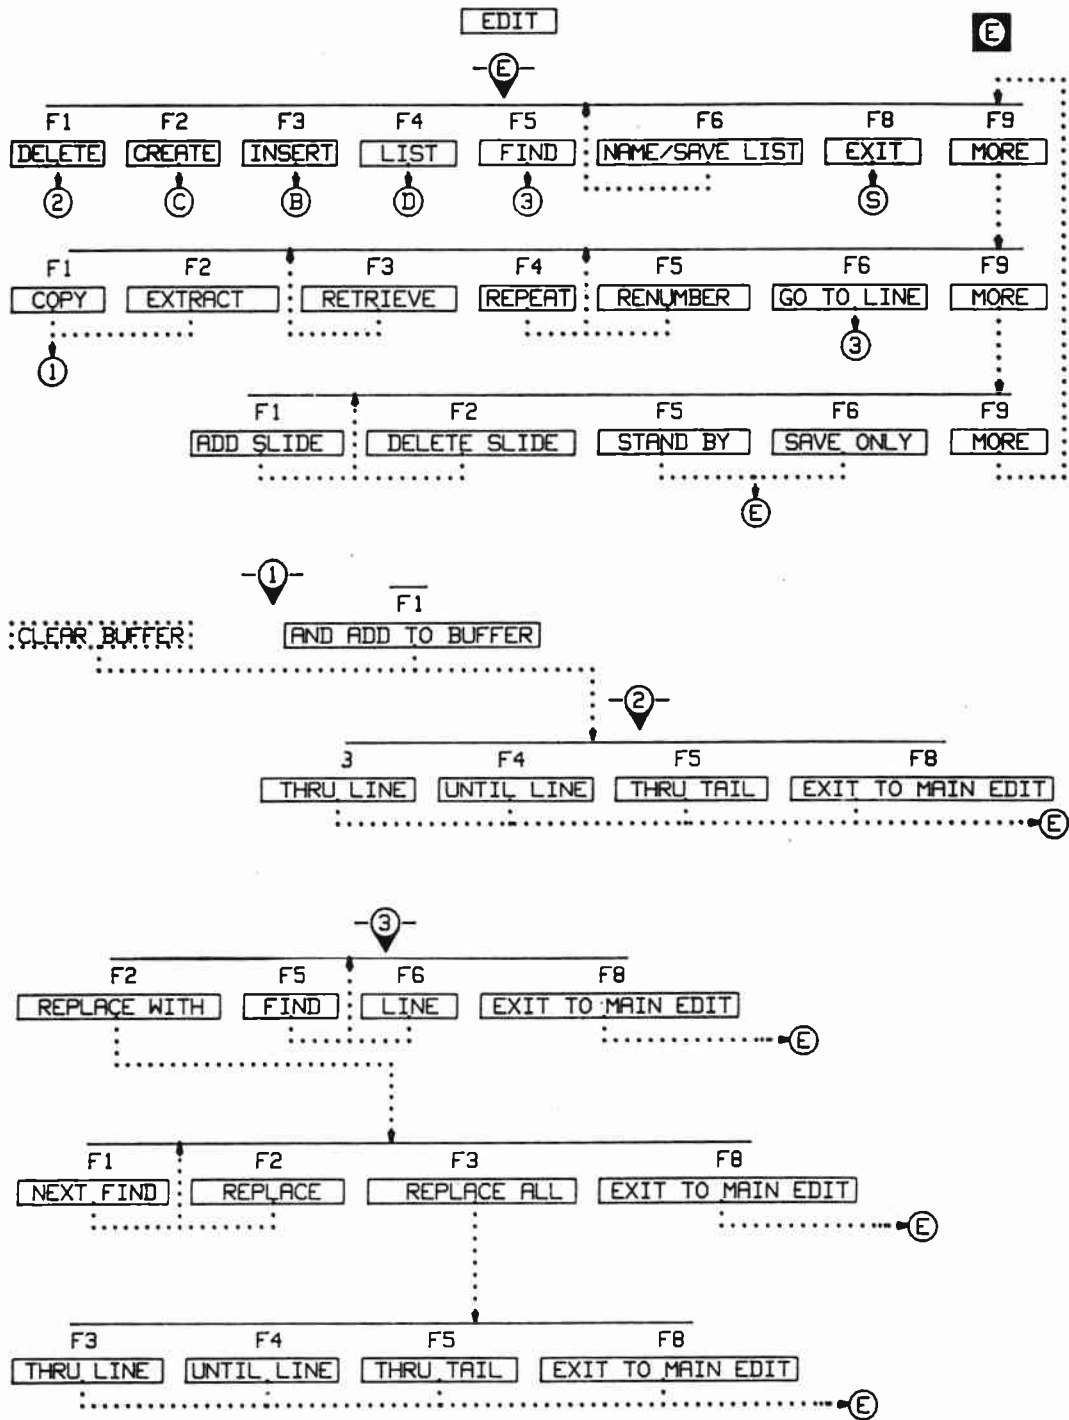 EDIT
E
-E-
F1 F2 F3 F4 F5 F6 F8 F9
DELETE CREATE INSERT LIST FIND NAME/SAVE LIST EXIT MORE
2 C B D 3 S
F1 F2 F3 F4 F5 F6 F9
COPY EXTRACT RETRIEVE REPEAT RENUMBER GO TO LINE MORE
1 3
F1 F2 F5 F6 F9
ADD SLIDE DELETE SLIDE STAND BY SAVE ONLY MORE
E
-1-
F1
CLEAR BUFFER AND ADD TO BUFFER
-2-
3 F4 F5 F8
THRU LINE UNTIL LINE THRU TAIL EXIT TO MAIN EDIT
E
-3-
F2 F5 F6 F8
REPLACE WITH FIND LINE EXIT TO MAIN EDIT
E
F1 F2 F3 F8
NEXT FIND REPLACE REPLACE ALL EXIT TO MAIN EDIT
E
F3 F4 F5 F8
THRU LINE UNTIL LINE THRU TAIL EXIT TO MAIN EDIT
E